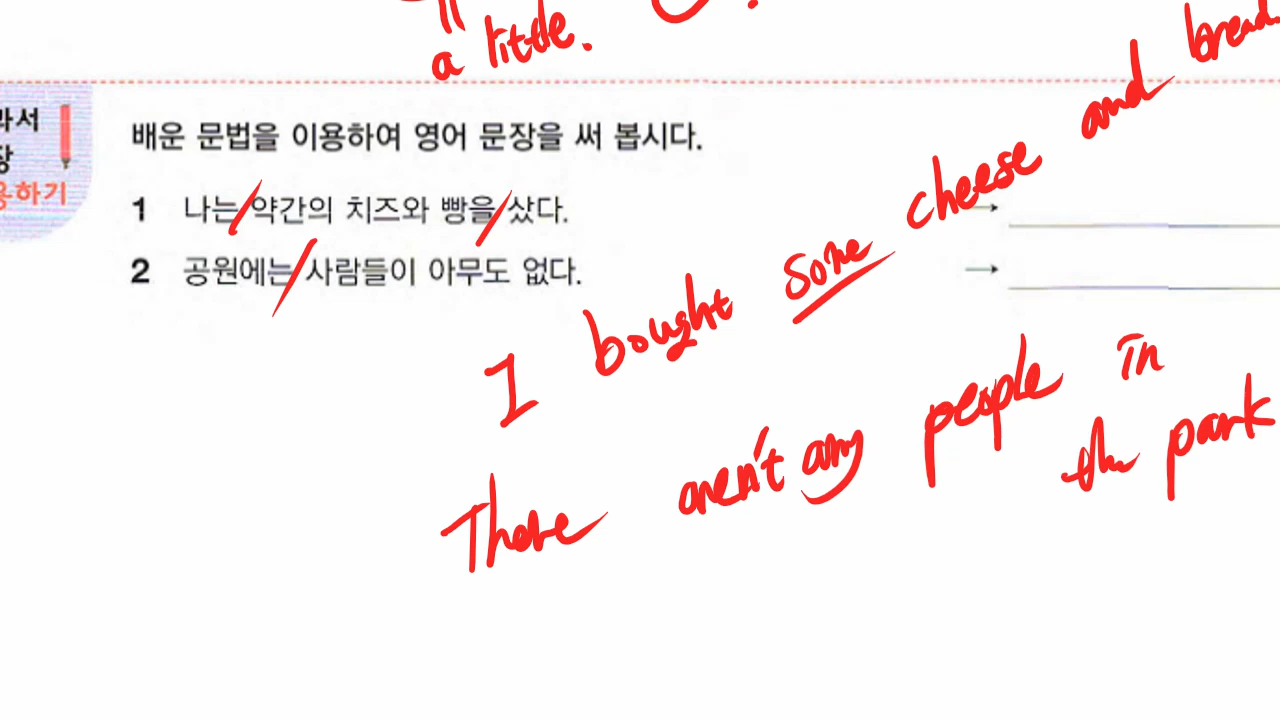 a little.
과서
장
용하기
배운 문법을 이용하여 영어 문장을 써 봅시다.
1 나는 약간의 치즈와 빵을 샀다. →
2 공원에는 사람들이 아무도 없다. →
I bought some cheese and bread.
There aren't any people in
the park